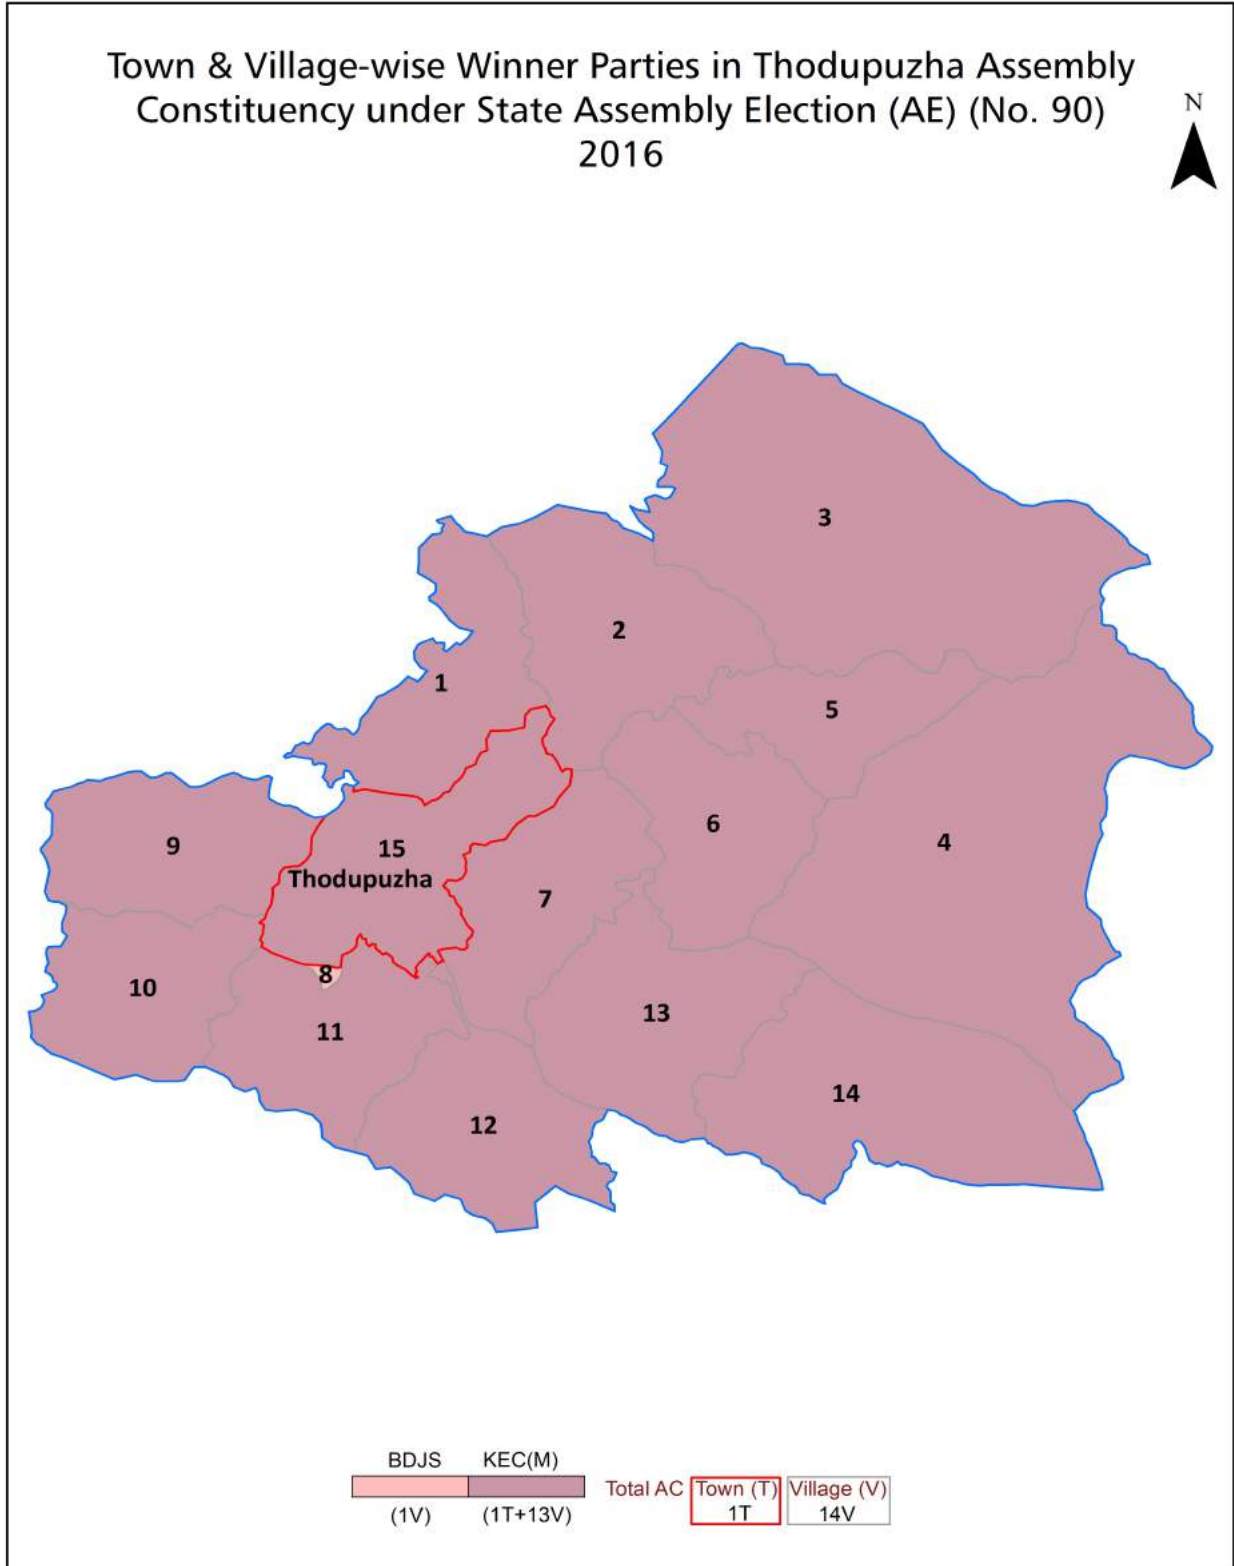 Town & Village-wise Winner Parties in Thodupuzha Assembly
Constituency under State Assembly Election (AE) (No. 90)
2016
N
3
2
1
5
6
4
9
15
Thodupuzha
7
8
10
13
11
14
12
BDJS KEC(M)
Total AC Town (T) Village (V)
(1V) (1T+13V) 1T 14V